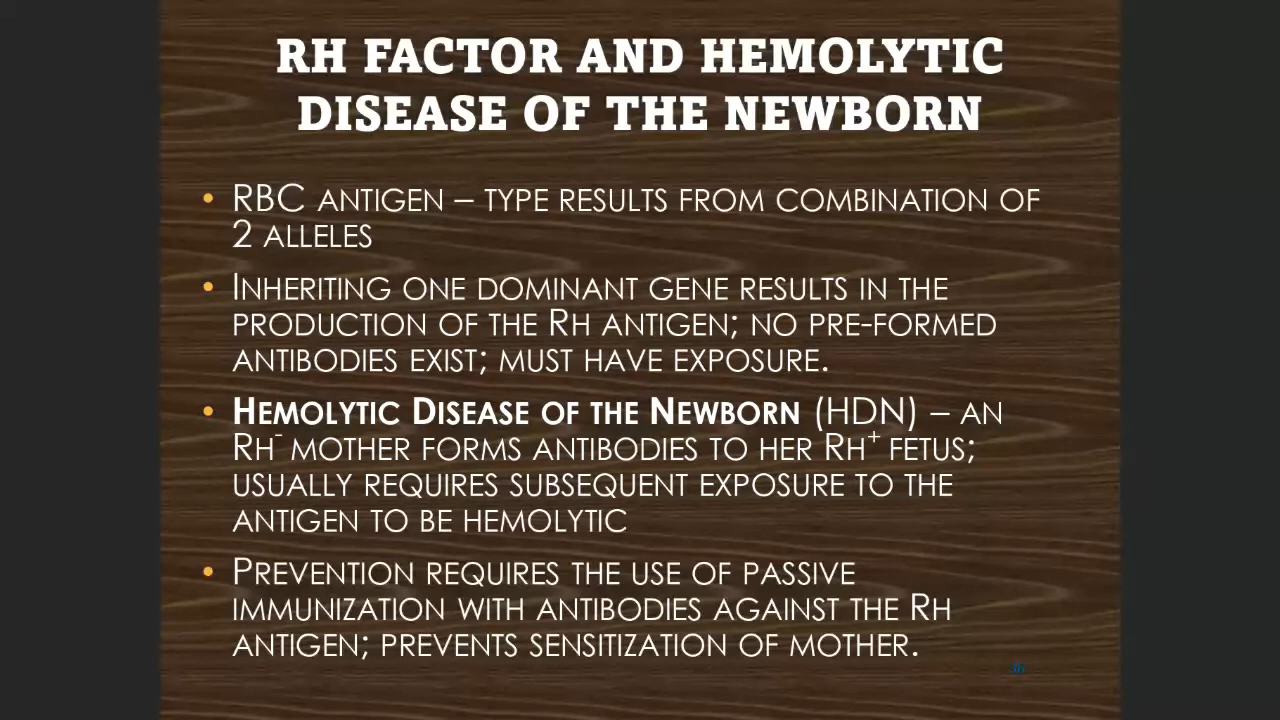 RH FACTOR AND HEMOLYTIC
DISEASE OF THE NEWBORN
• RBC ANTIGEN – TYPE RESULTS FROM COMBINATION OF
2 ALLELES
• INHERITING ONE DOMINANT GENE RESULTS IN THE
PRODUCTION OF THE RH ANTIGEN; NO PRE-FORMED
ANTIBODIES EXIST; MUST HAVE EXPOSURE.
• HEMOLYTIC DISEASE OF THE NEWBORN (HDN) – AN
RH⁻ MOTHER FORMS ANTIBODIES TO HER RH⁺ FETUS;
USUALLY REQUIRES SUBSEQUENT EXPOSURE TO THE
ANTIGEN TO BE HEMOLYTIC
• PREVENTION REQUIRES THE USE OF PASSIVE
IMMUNIZATION WITH ANTIBODIES AGAINST THE RH
ANTIGEN; PREVENTS SENSITIZATION OF MOTHER.